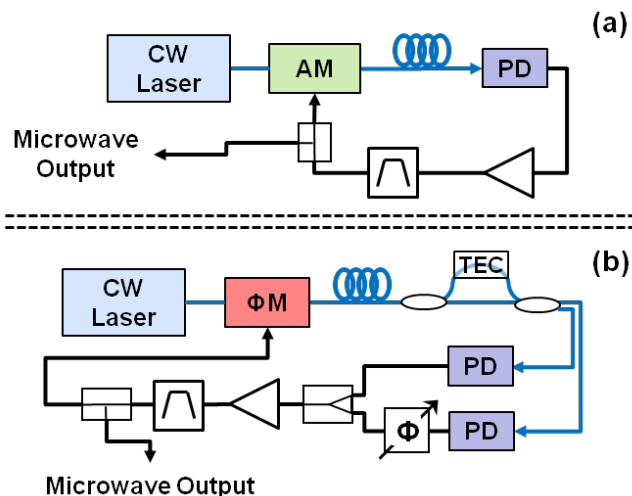 (a)
CW
Laser
AM
PD
Microwave
Output
(b)
TEC
CW
Laser
ΦM
PD
Φ
PD
Microwave Output